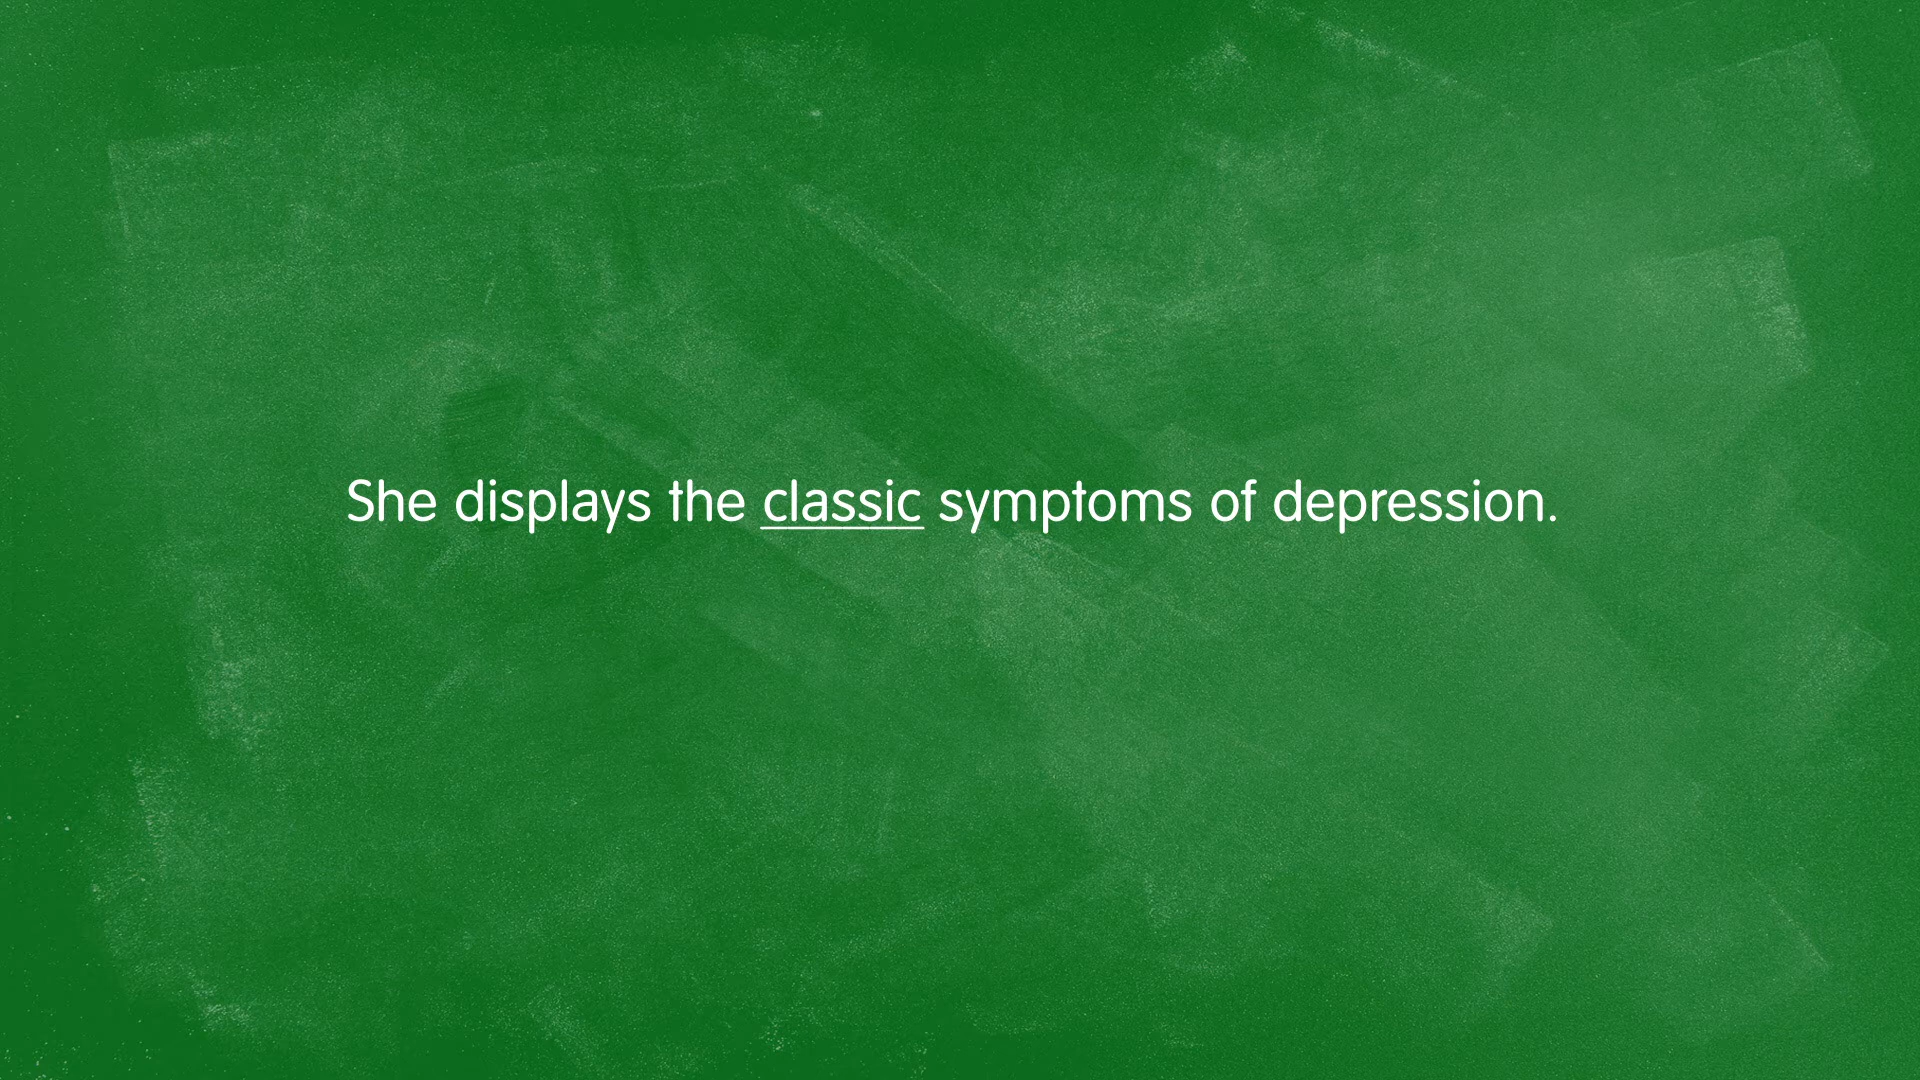 She displays the classic symptoms of depression.